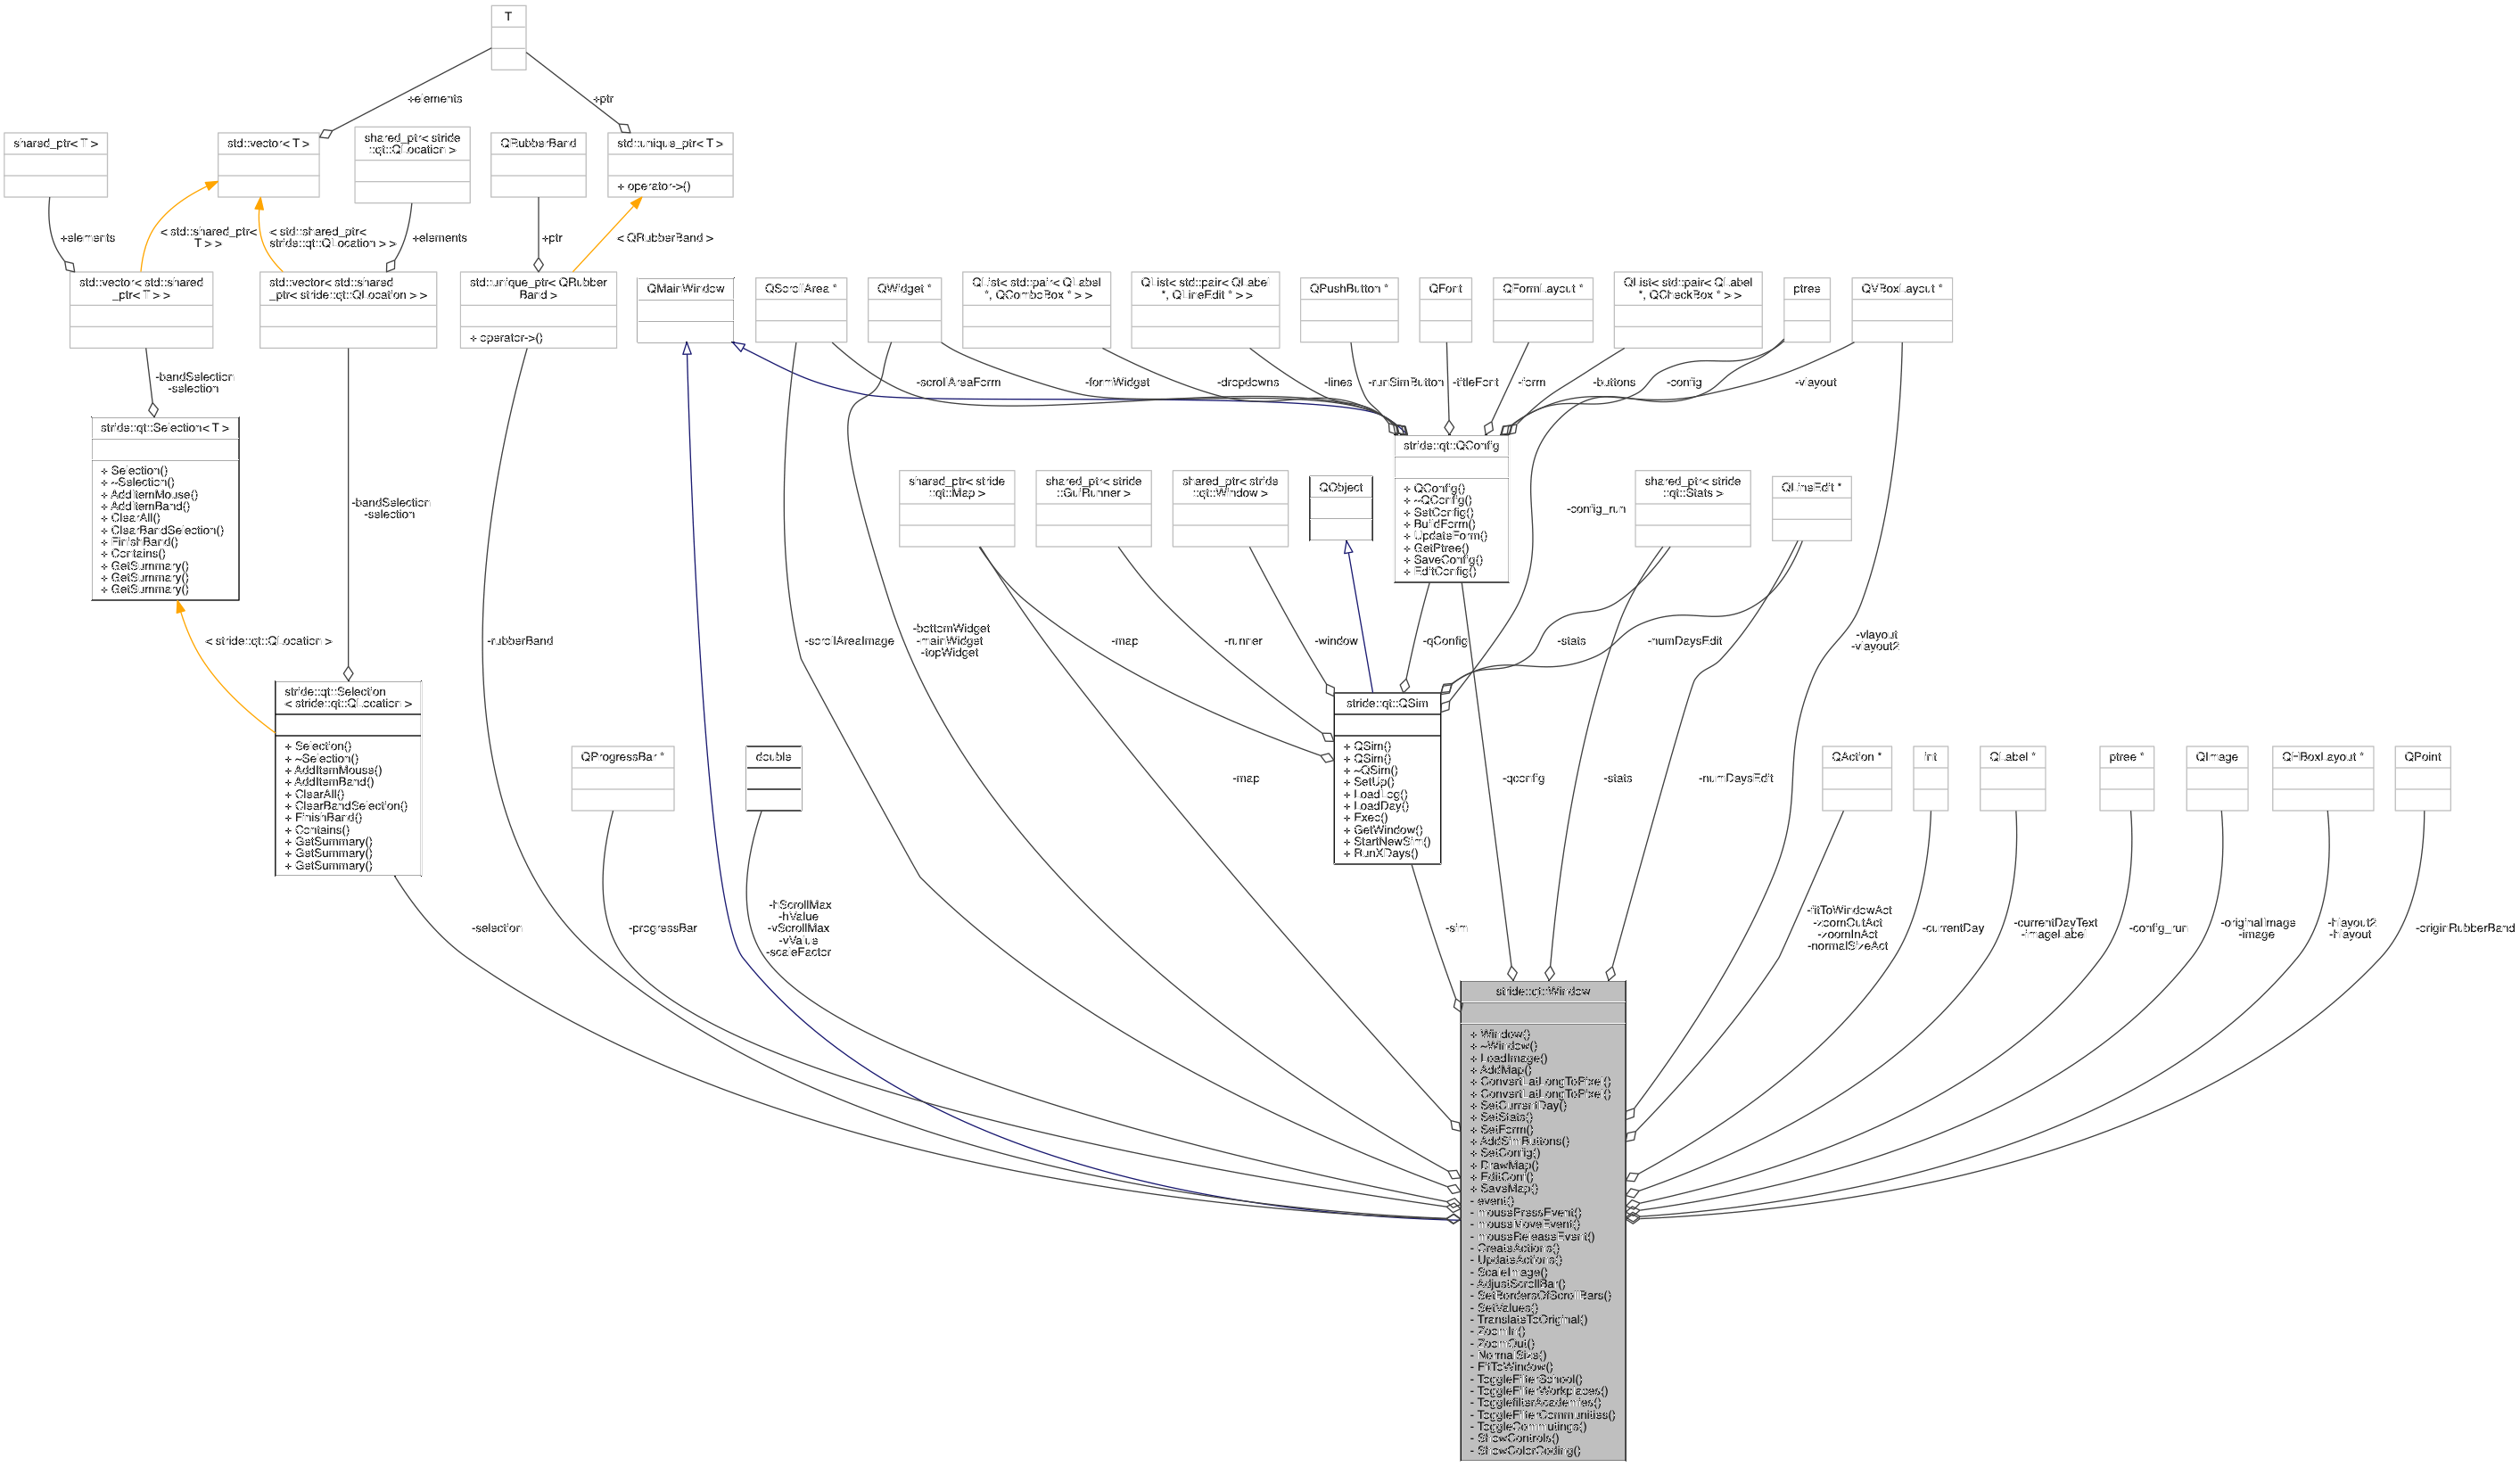 T
+elements
+ptr
shared_ptr< T >
std::vector< T >
shared_ptr< stride
::qt::QLocation >
QRubberBand
std::unique_ptr< T >
+ operator->()
+elements
< std::shared_ptr<
T > >
< std::shared_ptr<
stride::qt::QLocation > >
+elements
+ptr
< QRubberBand >
std::vector< std::shared
_ptr< T > >
std::vector< std::shared
_ptr< stride::qt::QLocation > >
std::unique_ptr< QRubber
Band >
+ operator->()
QMainWindow
QScrollArea *
QWidget *
QList< std::pair< QLabel
*, QComboBox * > >
QList< std::pair< QLabel
*, QLineEdit * > >
QPushButton *
QFont
QFormLayout *
QList< std::pair< QLabel
*, QCheckBox * > >
ptree
QVBoxLayout *
-bandSelection
-selection
-scrollAreaForm
-formWidget
-dropdowns
-lines
-runSimButton
-titleFont
-form
-buttons
-config
-vlayout
stride::qt::Selection< T >
+ Selection()
+ ~Selection()
+ AddItemMouse()
+ AddItemBand()
+ ClearAll()
+ ClearBandSelection()
+ FinishBand()
+ Contains()
+ GetSummary()
+ GetSummary()
+ GetSummary()
-bandSelection
-selection
shared_ptr< stride
::qt::Map >
shared_ptr< stride
::GuiRunner >
shared_ptr< stride
::qt::Window >
QObject
stride::qt::QConfig
+ QConfig()
+ ~QConfig()
+ SetConfig()
+ BuildForm()
+ UpdateForm()
+ GetPtree()
+ SaveConfig()
+ EditConfig()
-config_run
shared_ptr< stride
::qt::Stats >
QLineEdit *
< stride::qt::QLocation >
-rubberBand
-scrollAreaImage
-bottomWidget
-mainWidget
-topWidget
-map
-runner
-window
-qConfig
-stats
-numDaysEdit
-vlayout
-vlayout2
stride::qt::Selection
< stride::qt::QLocation >
+ Selection()
+ ~Selection()
+ AddItemMouse()
+ AddItemBand()
+ ClearAll()
+ ClearBandSelection()
+ FinishBand()
+ Contains()
+ GetSummary()
+ GetSummary()
+ GetSummary()
QProgressBar *
double
-map
stride::qt::QSim
+ QSim()
+ QSim()
+ ~QSim()
+ SetUp()
+ LoadLog()
+ LoadDay()
+ Exec()
+ GetWindow()
+ StartNewSim()
+ RunXDays()
-qconfig
-stats
-numDaysEdit
QAction *
int
QLabel *
ptree *
QImage
QHBoxLayout *
QPoint
-selection
-progressBar
-hScrollMax
-hValue
-vScrollMax
-vValue
-scaleFactor
-sim
-fitToWindowAct
-zoomOutAct
-zoomInAct
-normalSizeAct
-currentDay
-currentDayText
-imageLabel
-config_run
-originalImage
-image
-hlayout2
-hlayout
-originRubberBand
stride::qt::Window
+ Window()
+ ~Window()
+ LoadImage()
+ AddMap()
+ ConvertLatLongToPixel()
+ ConvertLatLongToPixel()
+ SetCurrentDay()
+ SetStats()
+ SetForm()
+ AddSimButtons()
+ SetConfig()
+ DrawMap()
+ EditConf()
+ SaveMap()
- event()
- mousePressEvent()
- mouseMoveEvent()
- mouseReleaseEvent()
- CreateActions()
- UpdateActions()
- ScaleImage()
- AdjustScrollBar()
- SetBordersOfScrollBars()
- SetValues()
- TranslateToOriginal()
- ZoomIn()
- ZoomOut()
- NormalSize()
- FitToWindow()
- ToggleFilterSchool()
- ToggleFilterWorkplaces()
- TogglefilterAcademies()
- ToggleFilterCommunities()
- ToggleCommutings()
- ShowControls()
- ShowColorCoding()